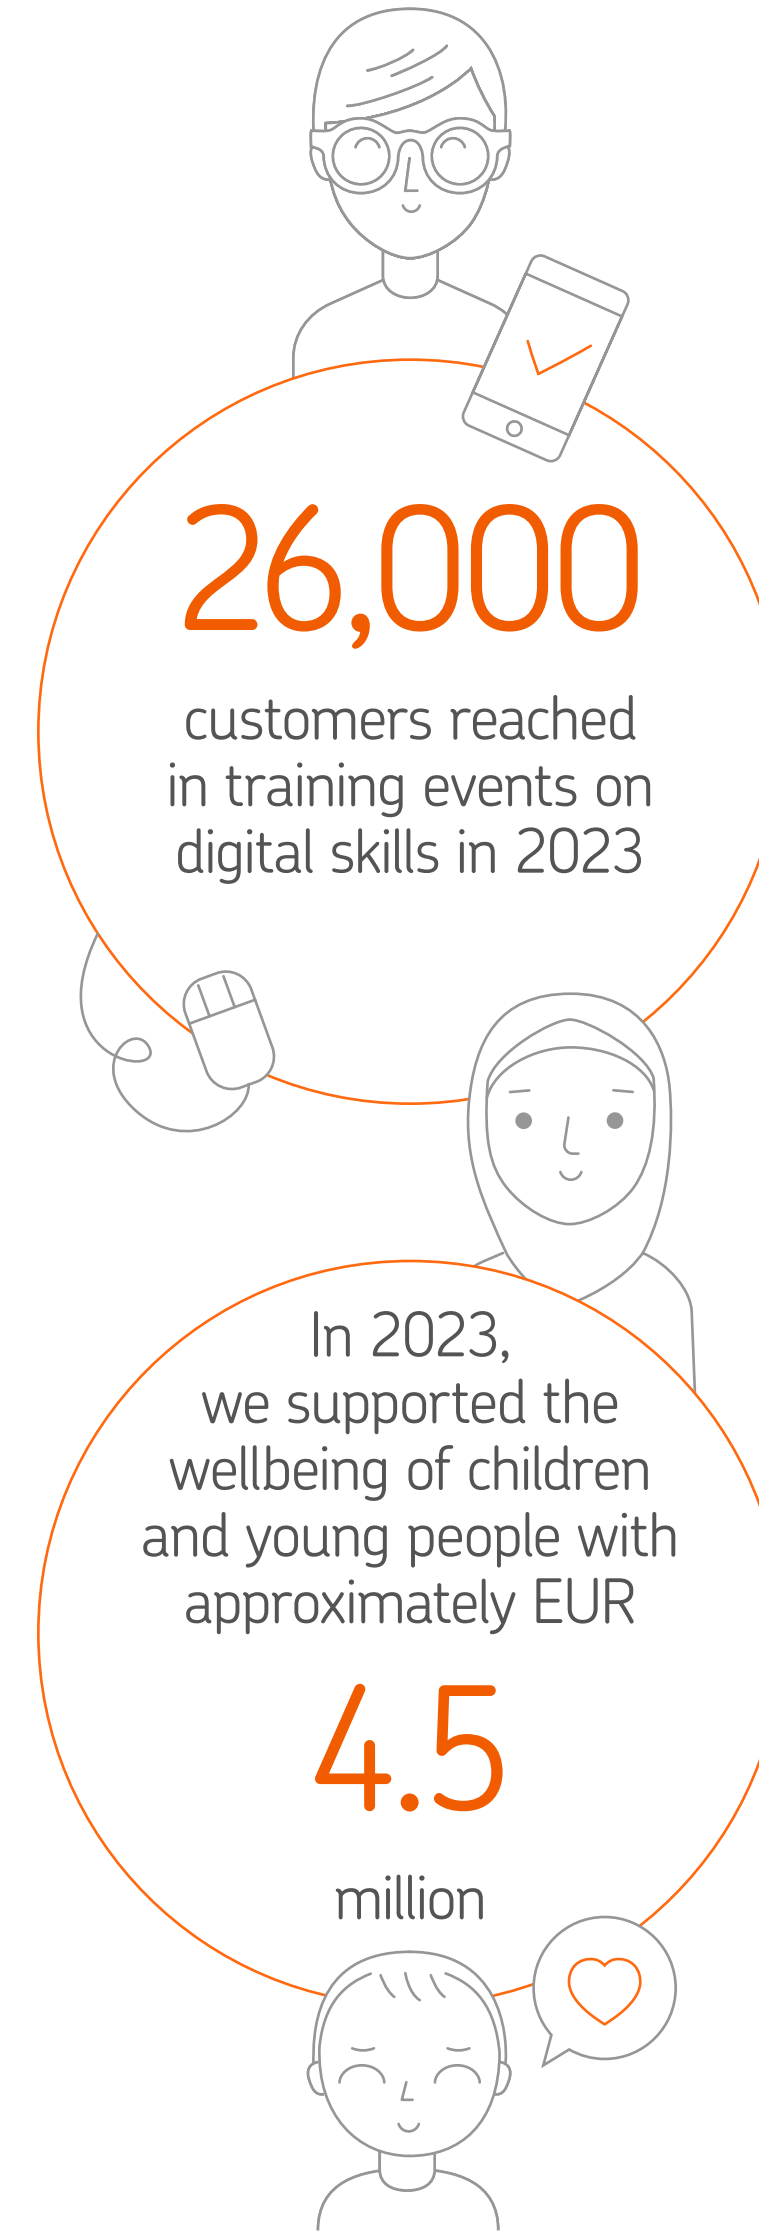 26,000
customers reached
in training events on
digital skills in 2023
In 2023,
we supported the
wellbeing of children
and young people with
approximately EUR
4.5
million